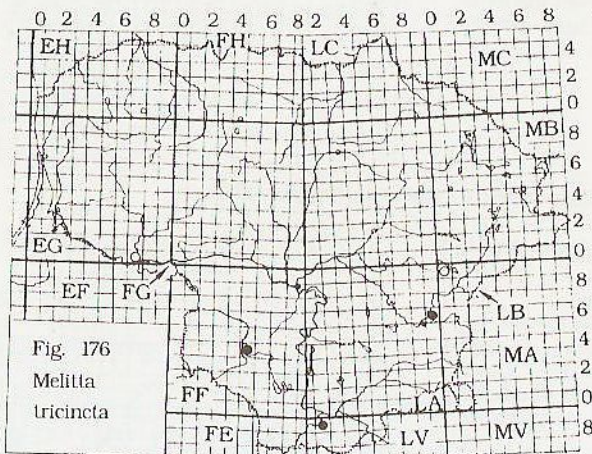 0 2 4 6 8 0 2 4 6 8 2 4 6 8 0 2 4 6 8
EH FH LC MC 4
2
0
MB 8
6
4
2
EG 0
EF FG 8
LB 6
Fig. 176 MA 4
Melitta 2
tricincta FF LA 0
FE LV MV 8